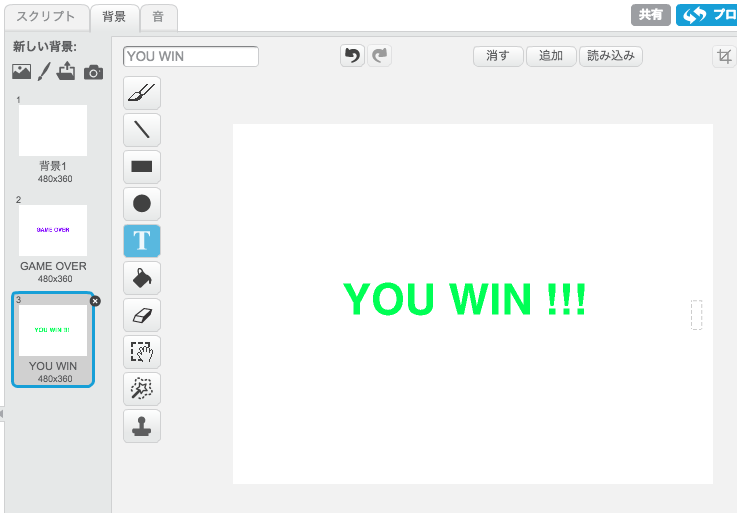 スクリプト
背景
音
共有
プロ
新しい背景:
YOU WIN
消す
追加
読み込み
1
背景1
480x360
2
GAME OVER
GAME OVER
480x360
3
YOU WIN !!!
YOU WIN
480x360
T
YOU WIN !!!